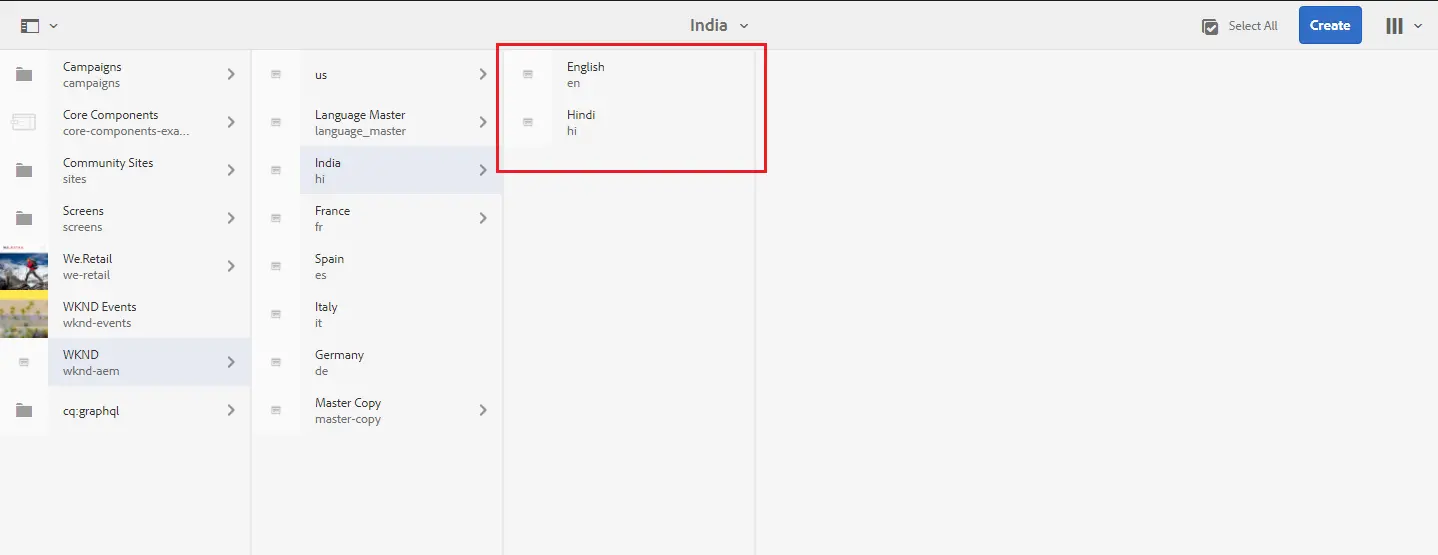 India
Select All
Create
Campaigns
campaigns
Core Components
core-components-exa...
Community Sites
sites
Screens
screens
We.Retail
we-retail
WKND Events
wknd-events
WKND
wknd-aem
cq:graphql
us
Language Master
language_master
India
hi
France
fr
Spain
es
Italy
it
Germany
de
Master Copy
master-copy
English
en
Hindi
hi